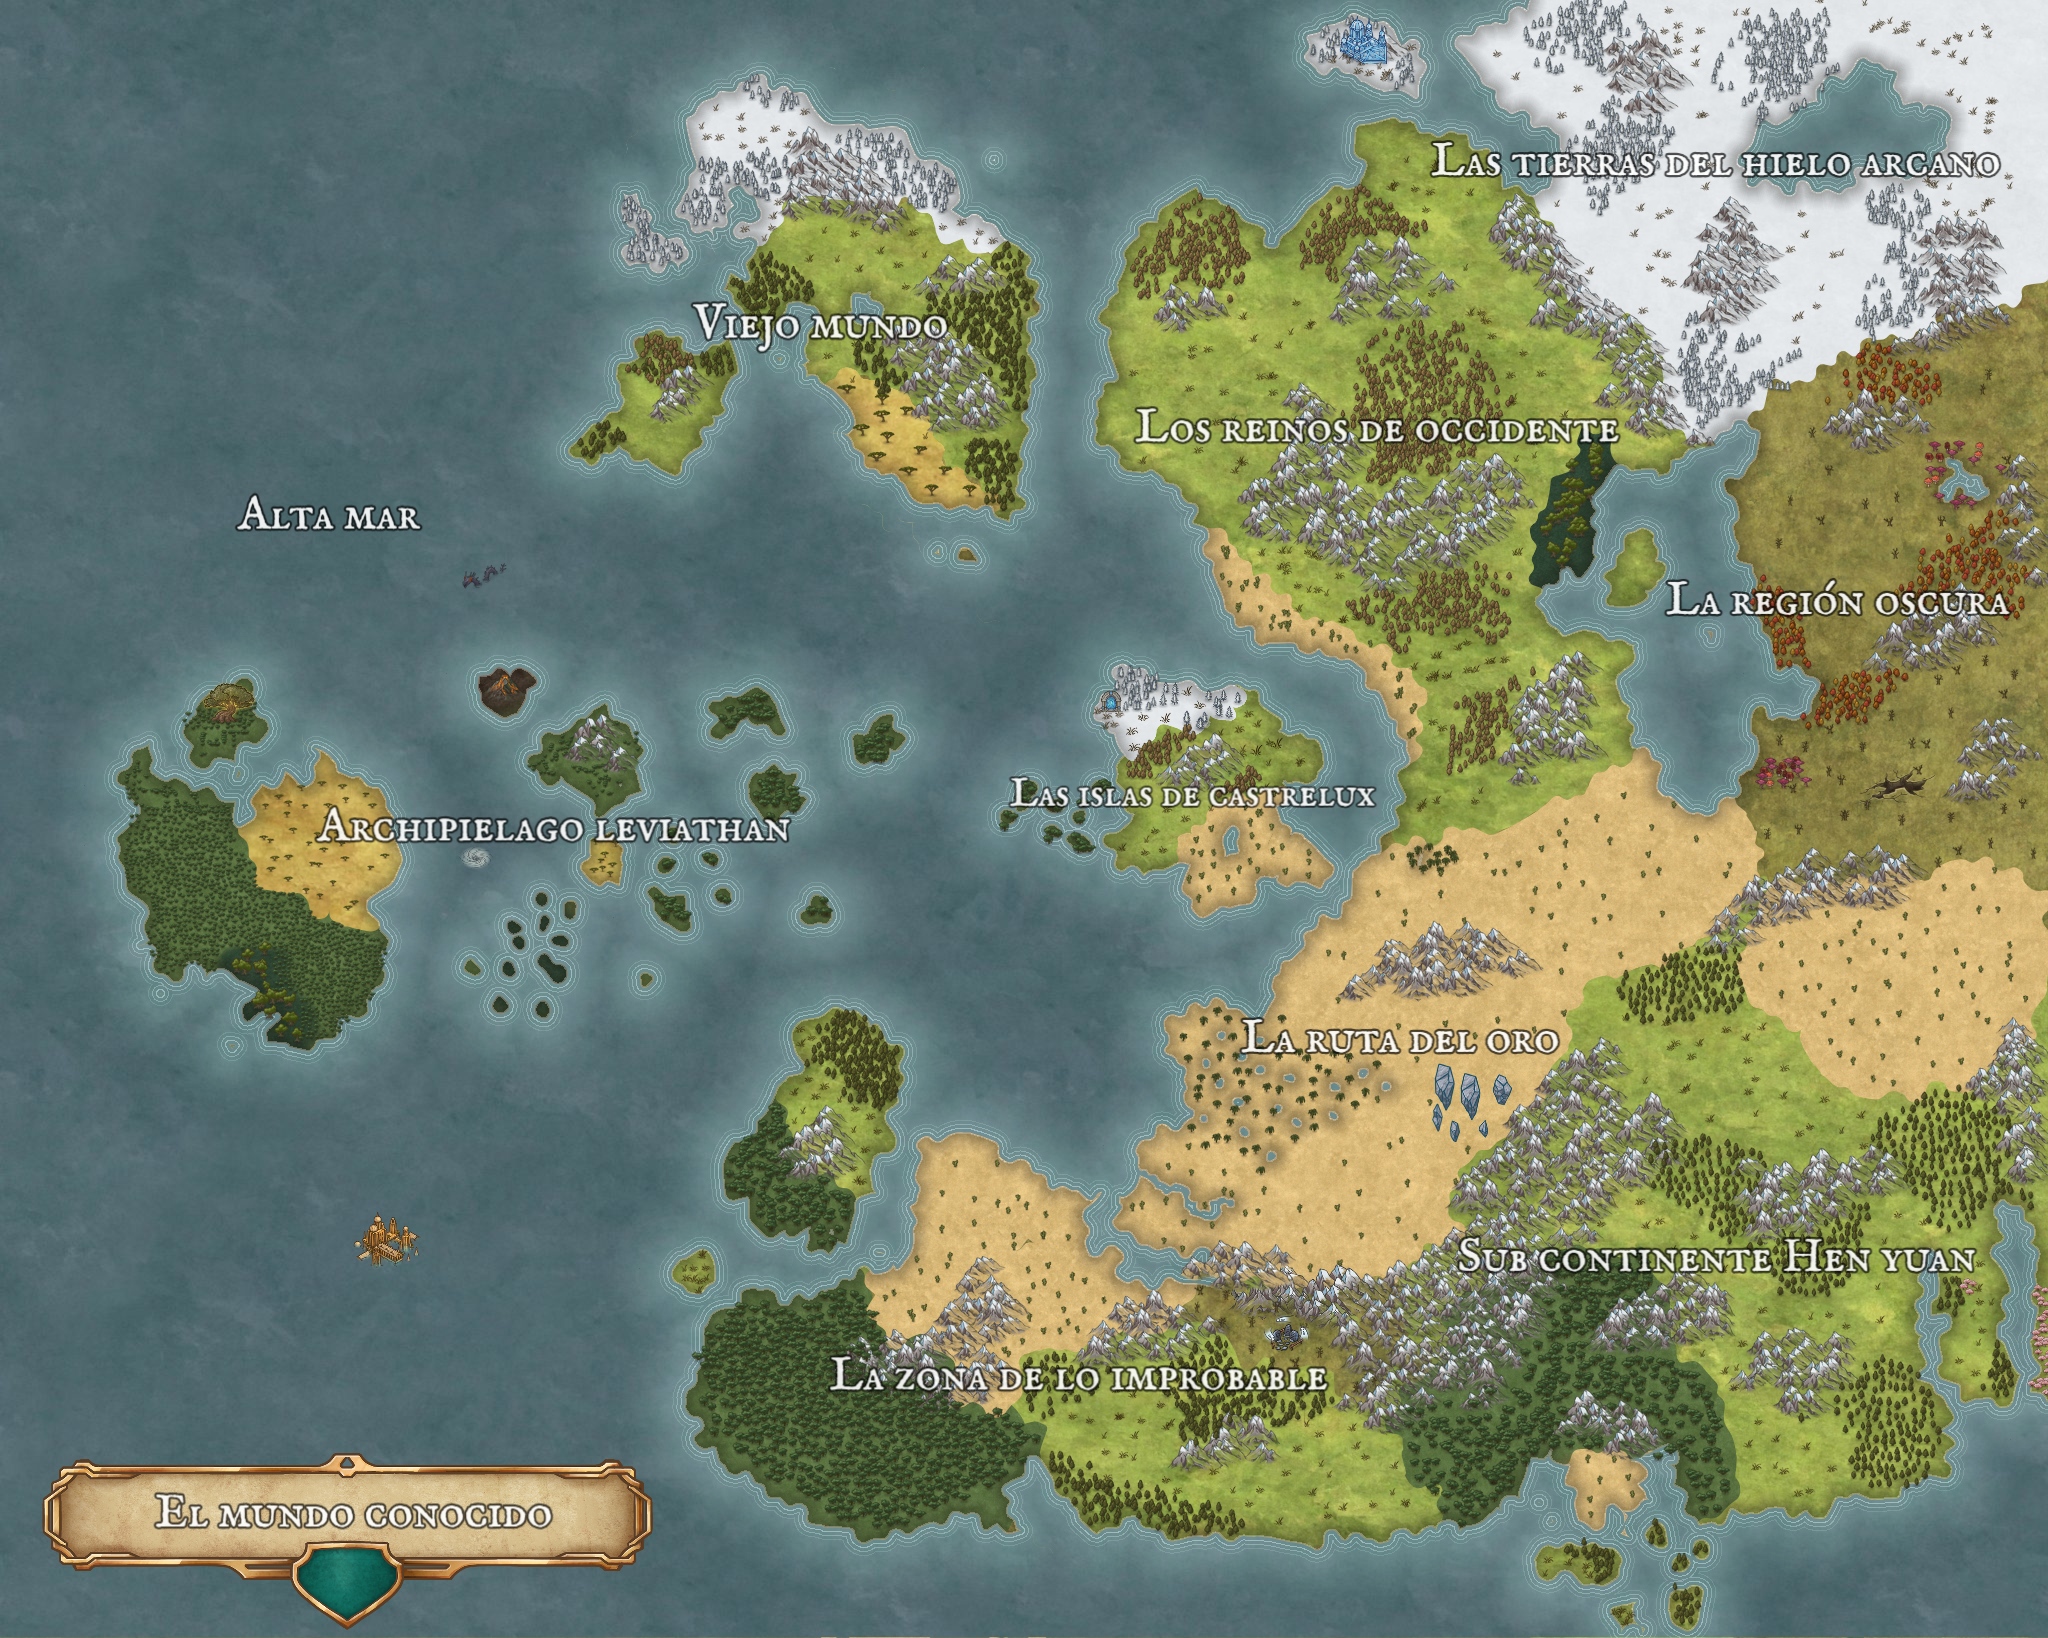 Las tierras del hielo arcano
Viejo mundo
Los reinos de occidente
Alta mar
La región oscura
Las islas de castrelux
Archipielago leviathan
La ruta del oro
Sub continente Hen yuan
La zona de lo improbable
El mundo conocido